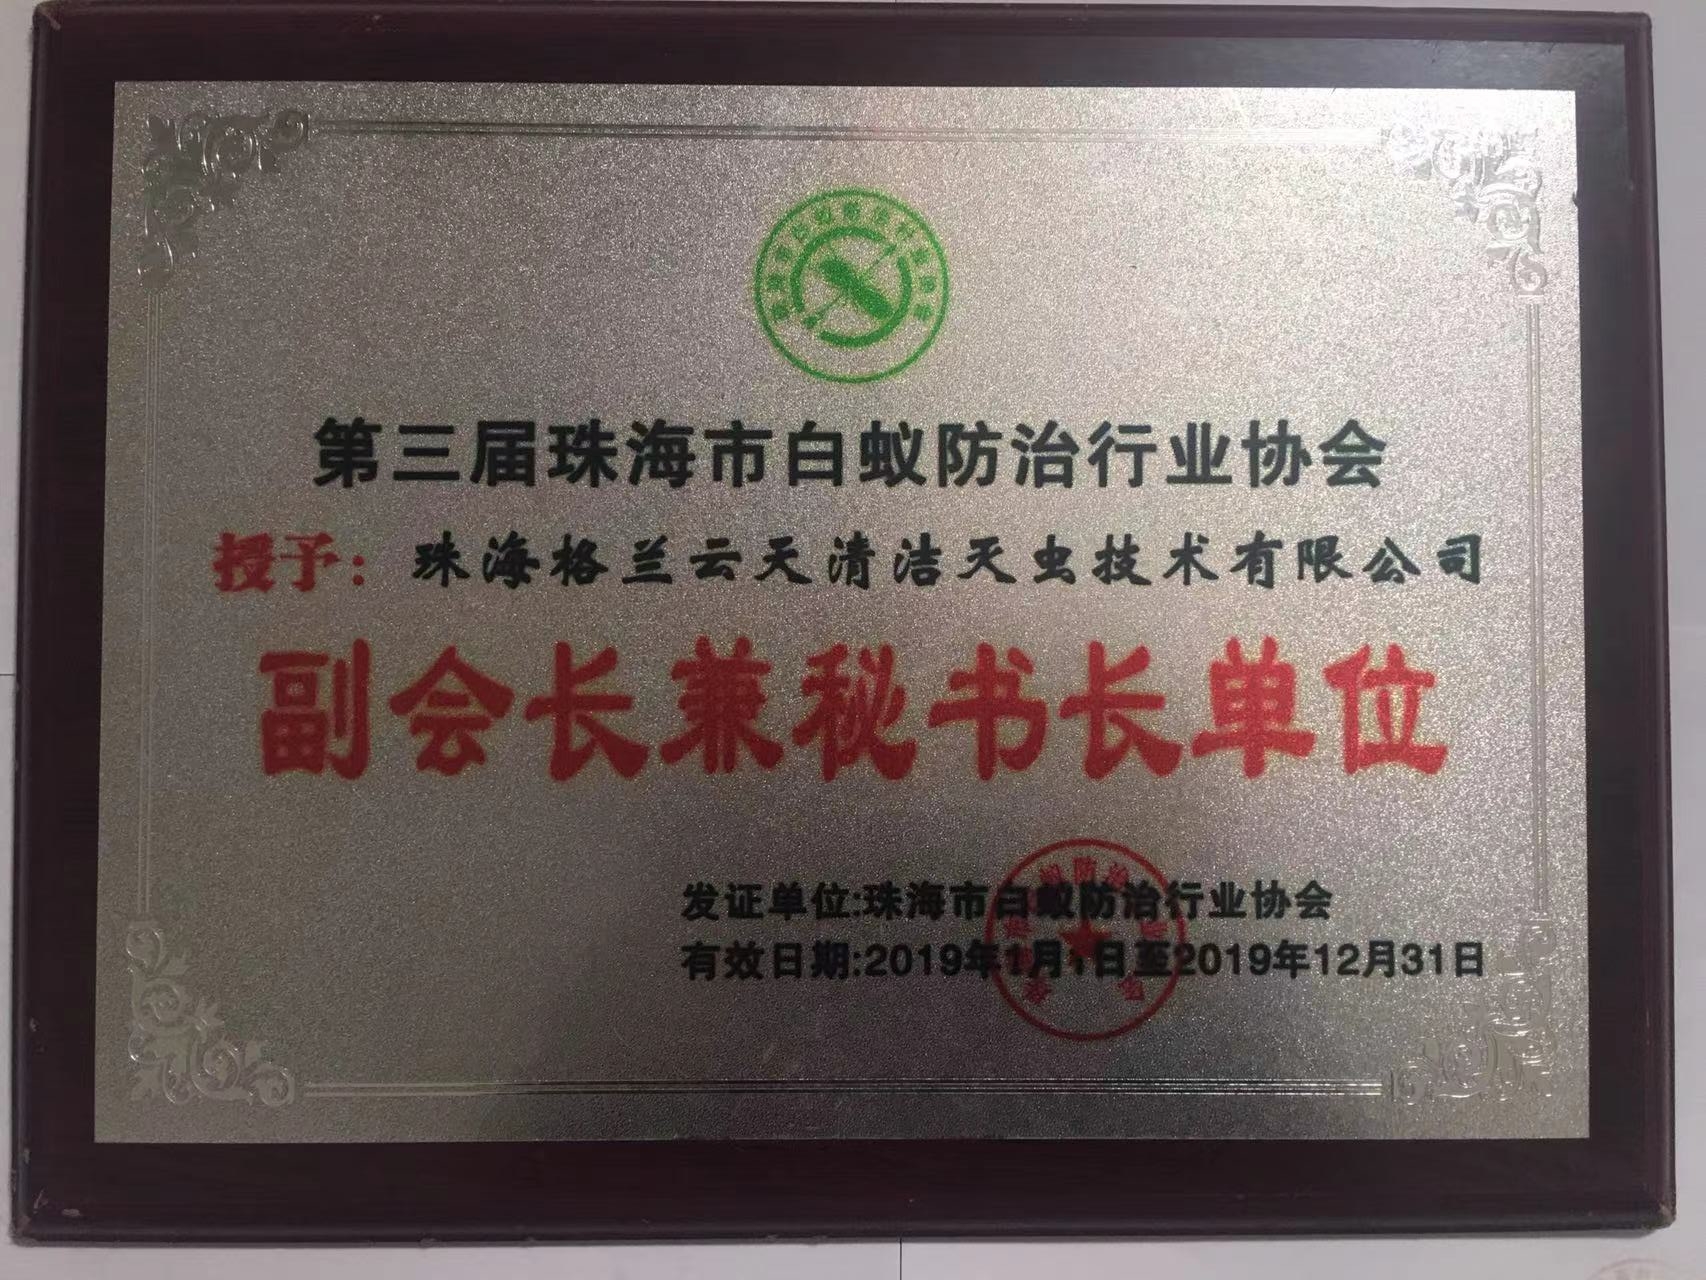 第三届珠海市白蚁防治行业协会
授予：珠海格兰云天清洁灭虫技术有限公司
副会长兼秘书长单位
发证单位:珠海市白蚁防治行业协会
有效日期:2019年1月1日至2019年12月31日